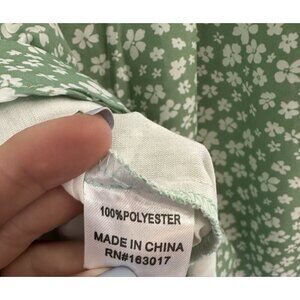 100%POLYESTER
MADE IN CHINA
RN#163017